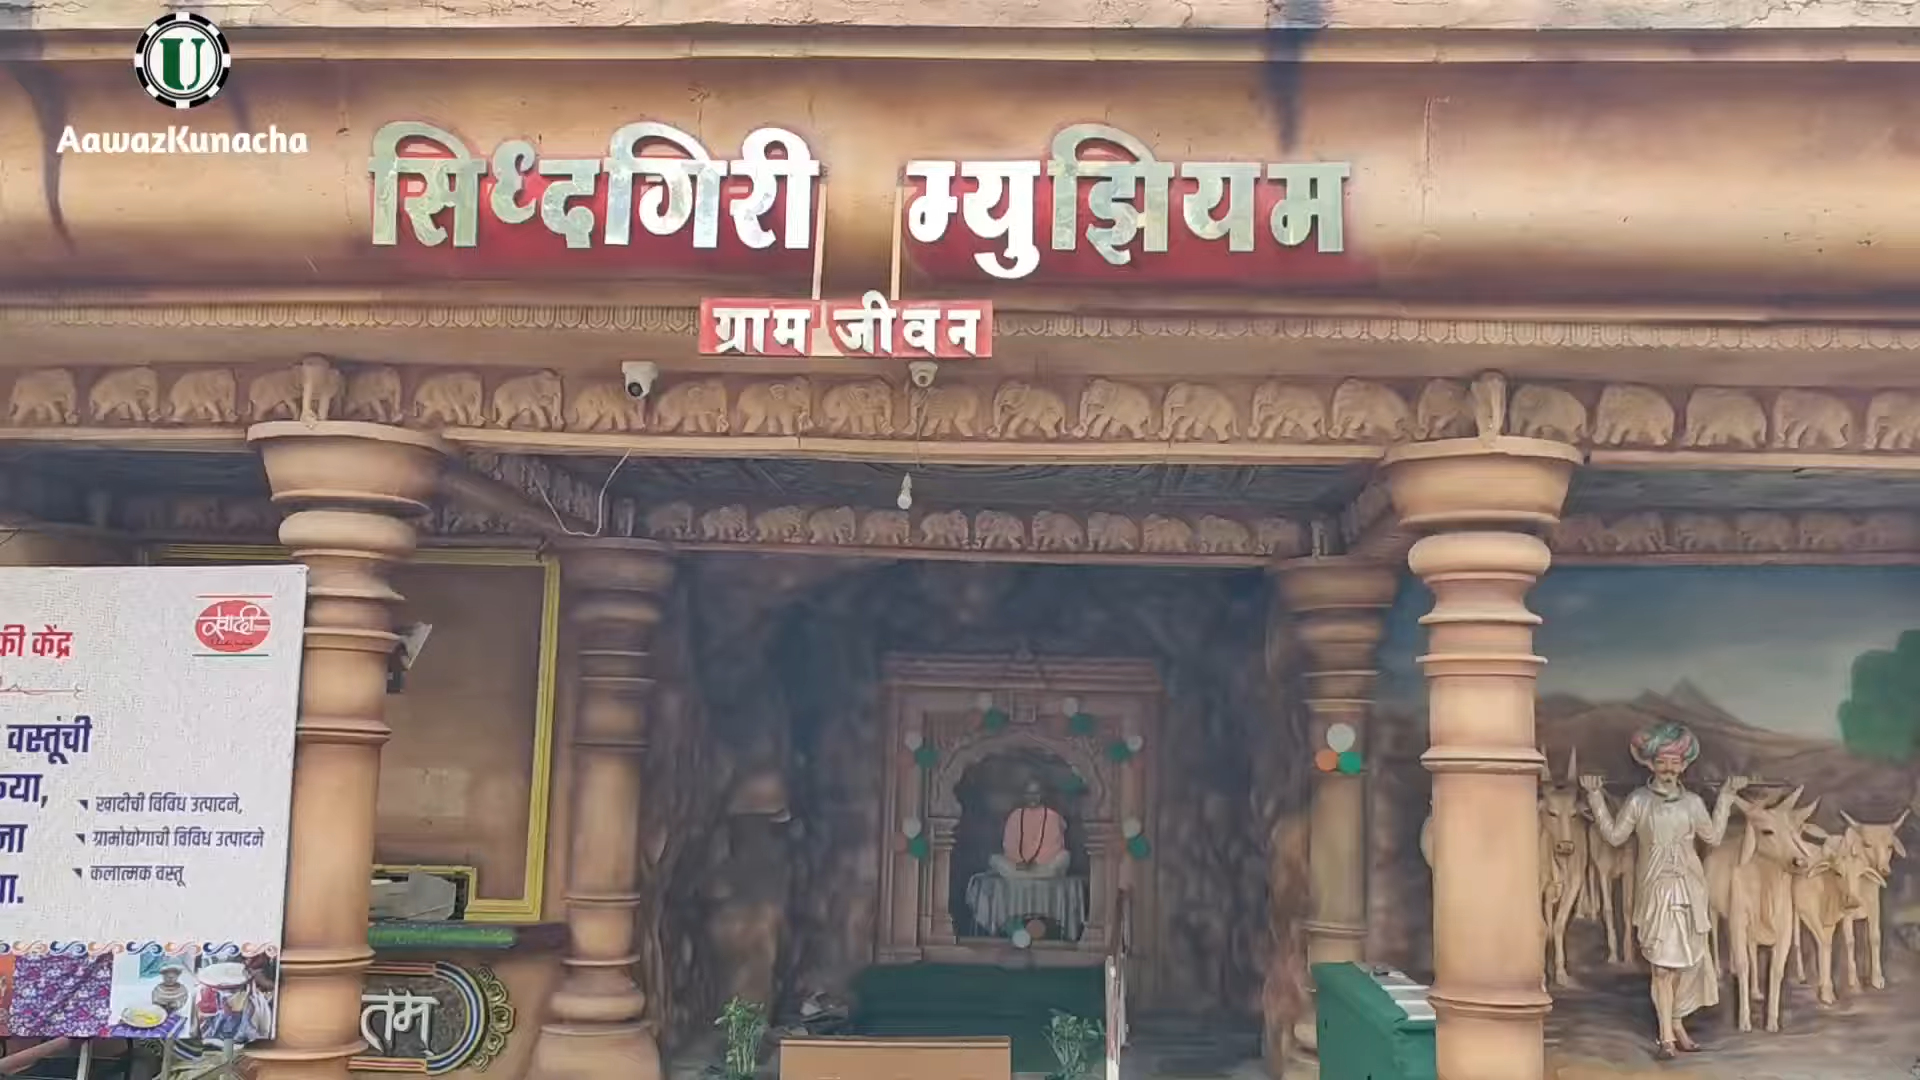 U
AawazKunacha
सिध्दगिरी म्युझियम
ग्राम जीवन
की केंद्र
खादी
वस्तूंची
खादीची विविध उत्पादने,
ग्रामोद्योगाची विविध उत्पादने
कलात्मक वस्तू
तम्